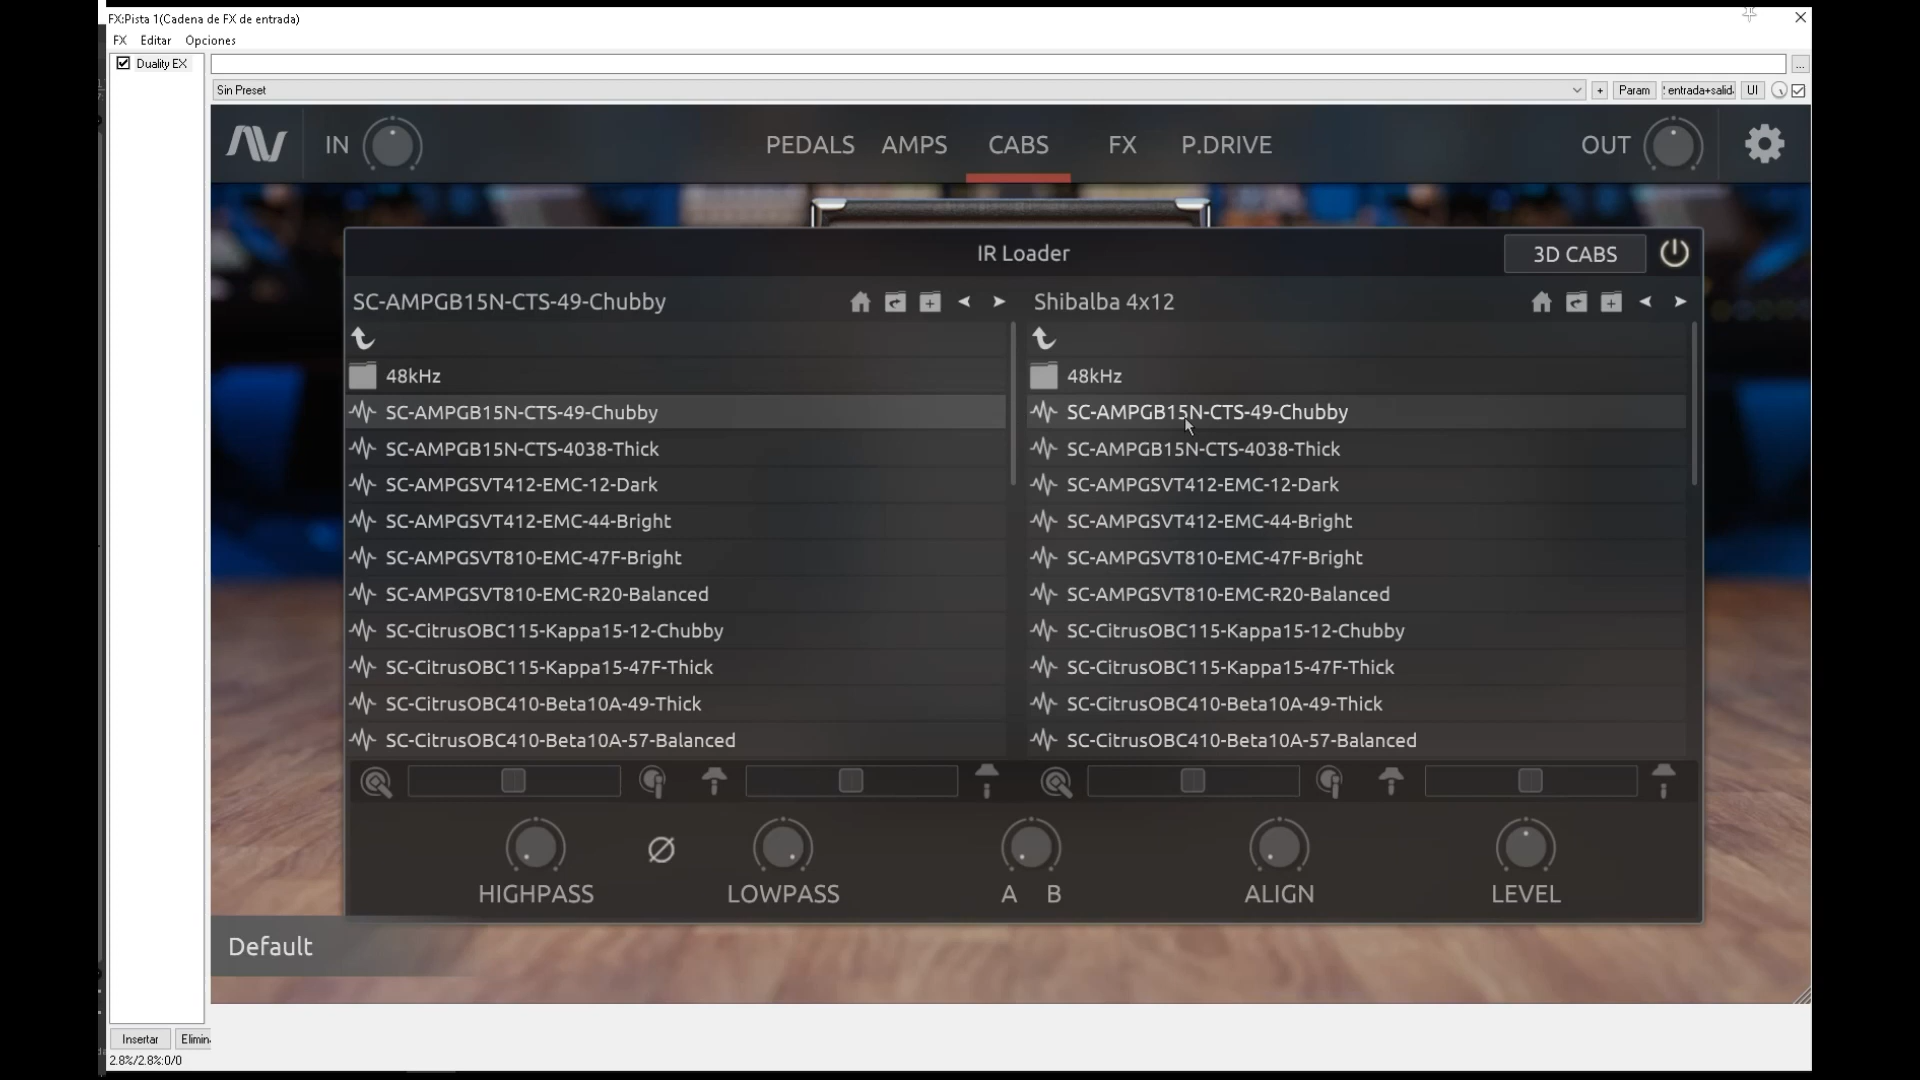 FX:Pista 1(Cadena de FX de entrada)
FX Editar Opciones
Duality EX
...
Sin Preset
+ Param entrada+salid UI
IN PEDALS AMPS CABS FX P.DRIVE OUT
IR Loader
3D CABS
SC-AMPGB15N-CTS-49-Chubby
48kHz
SC-AMPGB15N-CTS-49-Chubby
SC-AMPGB15N-CTS-4038-Thick
SC-AMPGSVT412-EMC-12-Dark
SC-AMPGSVT412-EMC-44-Bright
SC-AMPGSVT810-EMC-47F-Bright
SC-AMPGSVT810-EMC-R20-Balanced
SC-CitrusOBC115-Kappa15-12-Chubby
SC-CitrusOBC115-Kappa15-47F-Thick
SC-CitrusOBC410-Beta10A-49-Thick
SC-CitrusOBC410-Beta10A-57-Balanced
Shibalba 4x12
48kHz
SC-AMPGB15N-CTS-49-Chubby
SC-AMPGB15N-CTS-4038-Thick
SC-AMPGSVT412-EMC-12-Dark
SC-AMPGSVT412-EMC-44-Bright
SC-AMPGSVT810-EMC-47F-Bright
SC-AMPGSVT810-EMC-R20-Balanced
SC-CitrusOBC115-Kappa15-12-Chubby
SC-CitrusOBC115-Kappa15-47F-Thick
SC-CitrusOBC410-Beta10A-49-Thick
SC-CitrusOBC410-Beta10A-57-Balanced
HIGHPASS LOWPASS A B ALIGN LEVEL
Default
Insertar Elimin
2.8%/2.8%:0/0